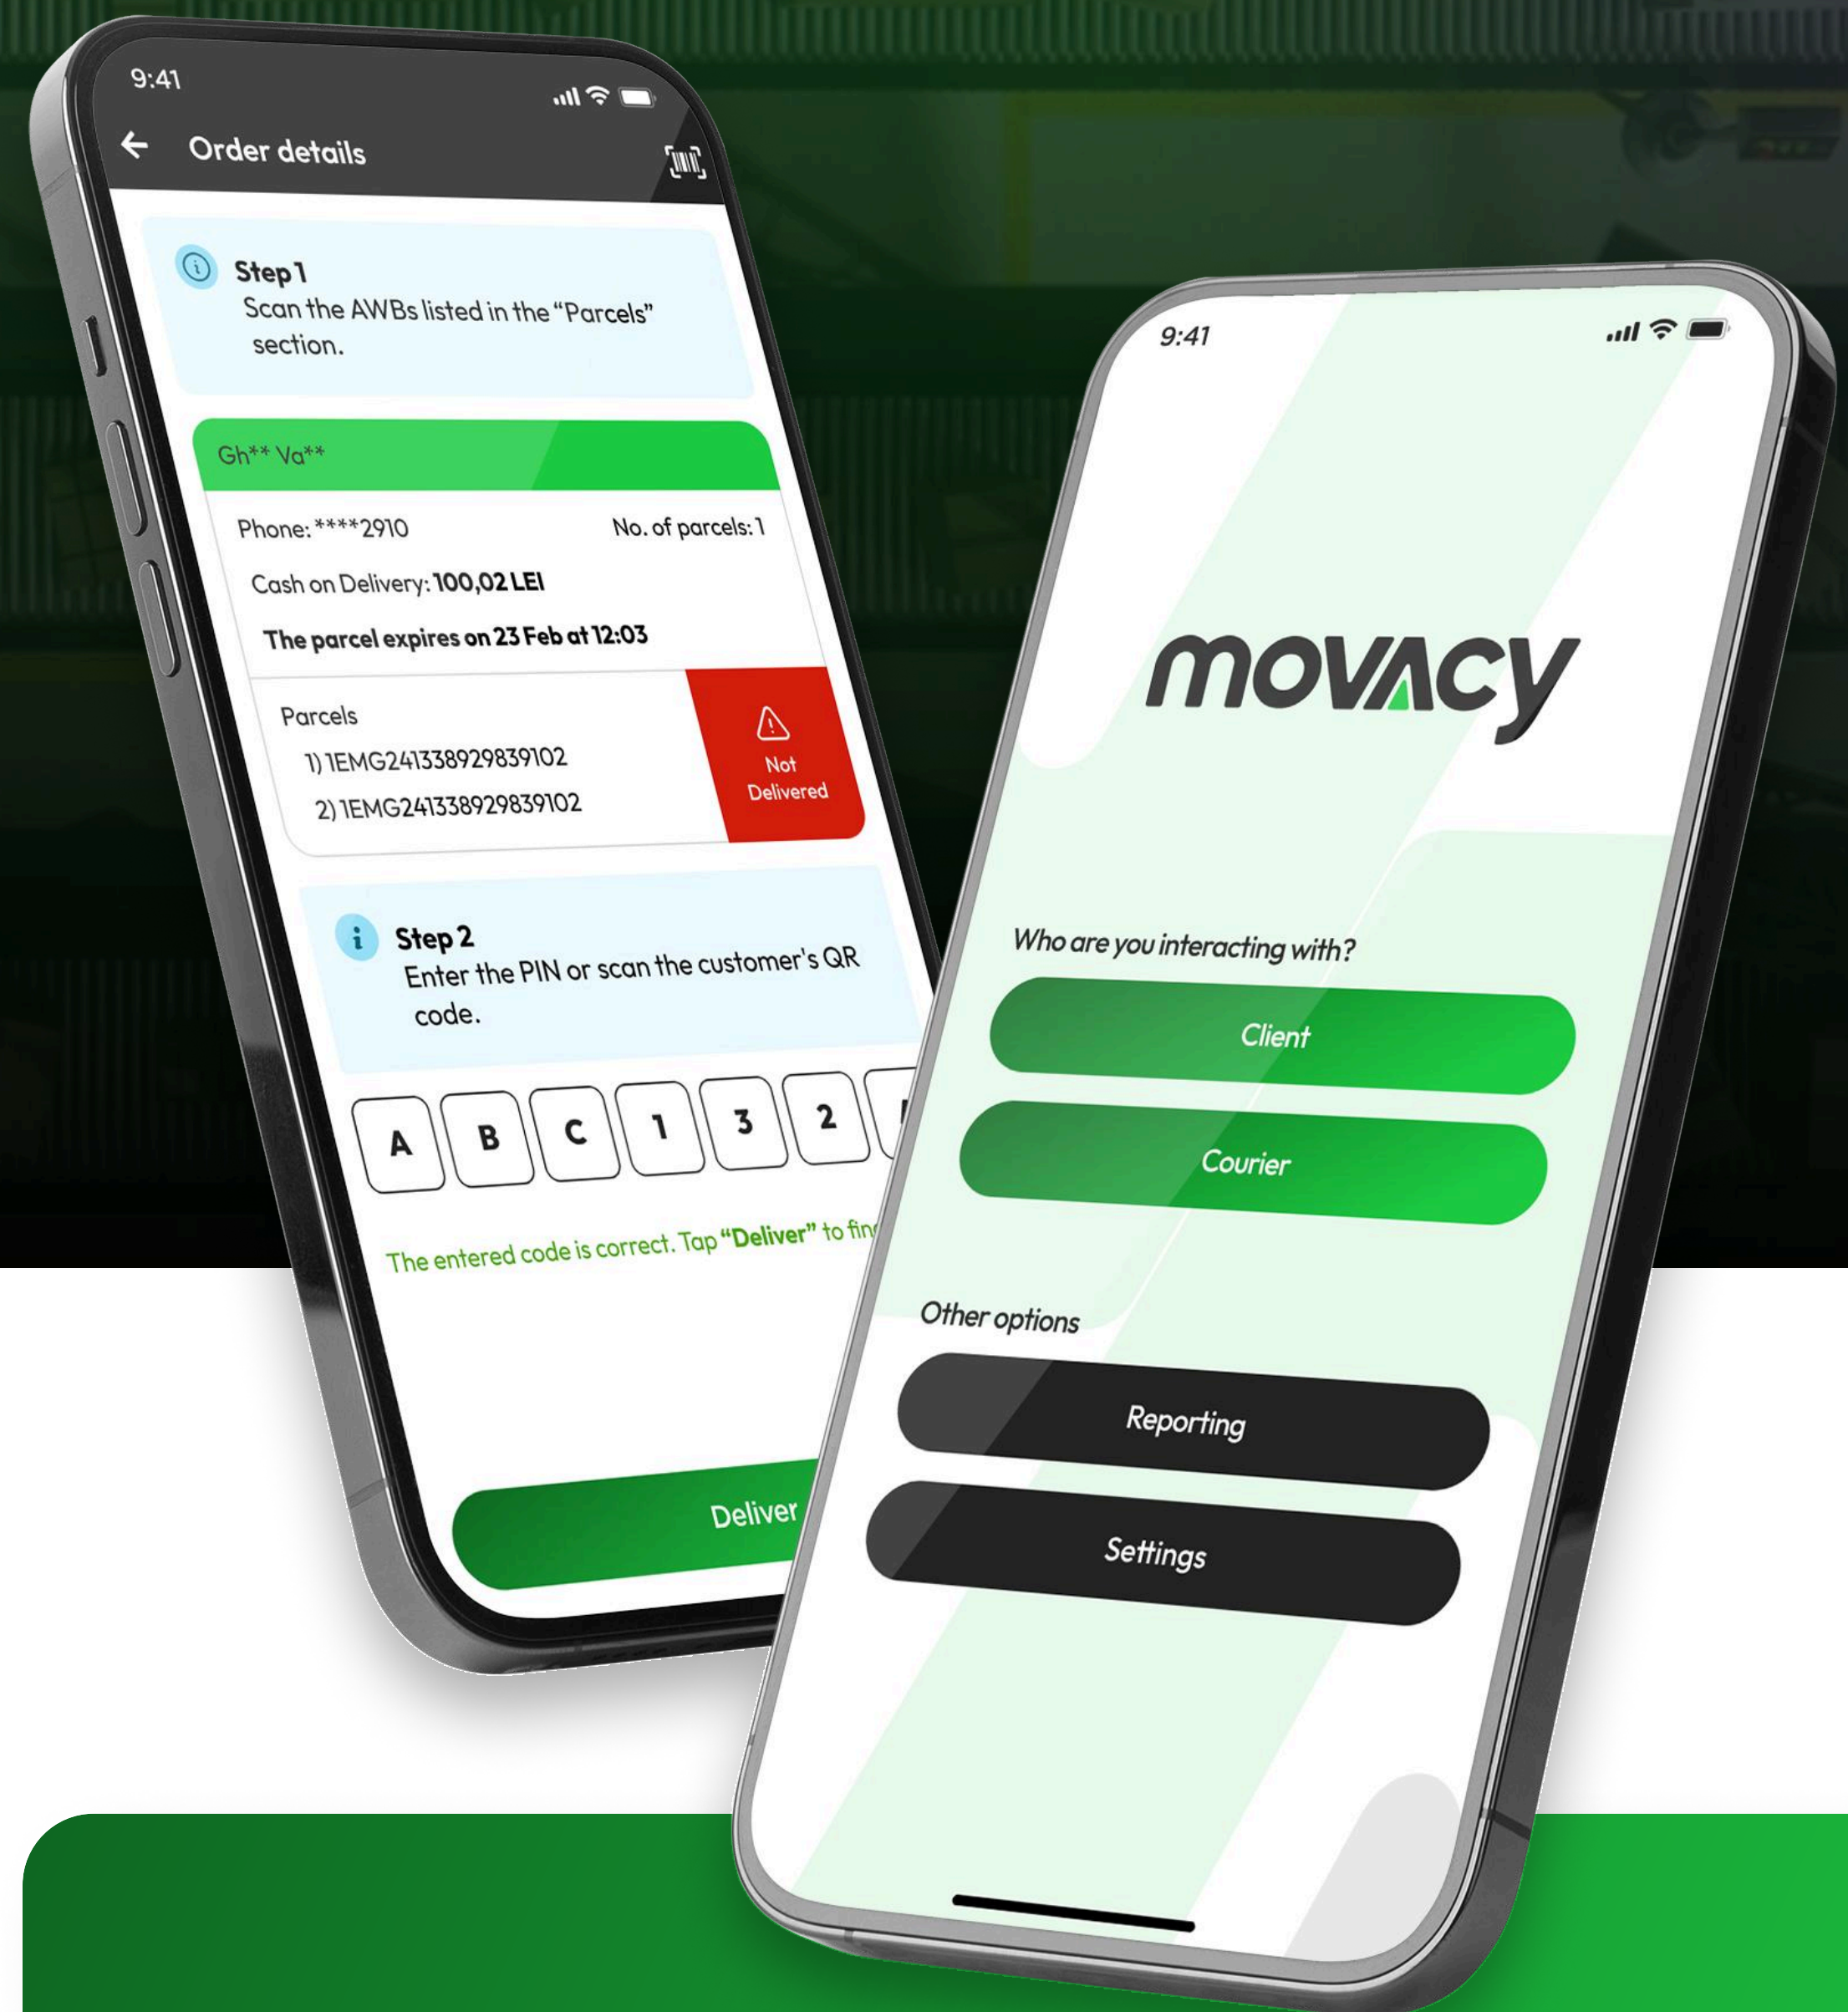 9:41
Order details
Step 1
Scan the AWBs listed in the “Parcels”
section.
Gh** Va**
Phone: ****2910
No. of parcels: 1
Cash on Delivery: 100,02 LEI
The parcel expires on 23 Feb at 12:03
Parcels
1) 1EMG241338929839102
2) 1EMG241338929839102
Not
Delivered
Step 2
Enter the PIN or scan the customer's QR
code.
A B C 1 3 2
The entered code is correct. Tap “Deliver” to
Deliver
9:41
movacy
Who are you interacting with?
Client
Courier
Other options
Reporting
Settings